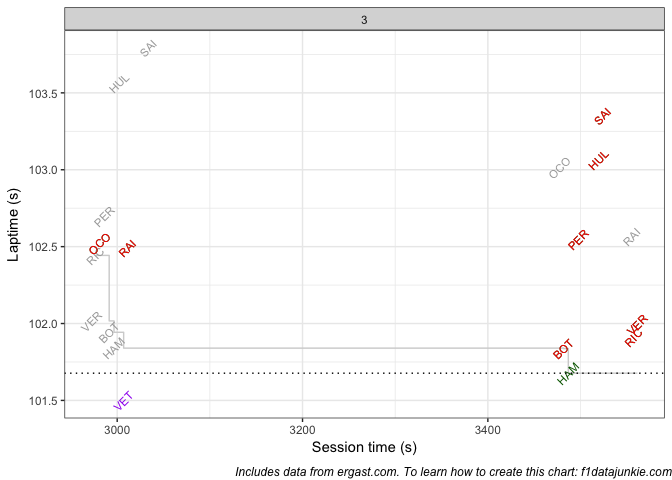 3
SAI
HUL
103.5
SAI
HUL
OCO
103.0
PER
PER
RAI
OCO
RAI
102.5
RIC
VER
VER
BOT
RIC
102.0
HAM
BOT
HAM
VET
101.5
3000
3200
3400
Laptime (s)
Session time (s)
Includes data from ergast.com. To learn how to create this chart: f1datajunkie.com